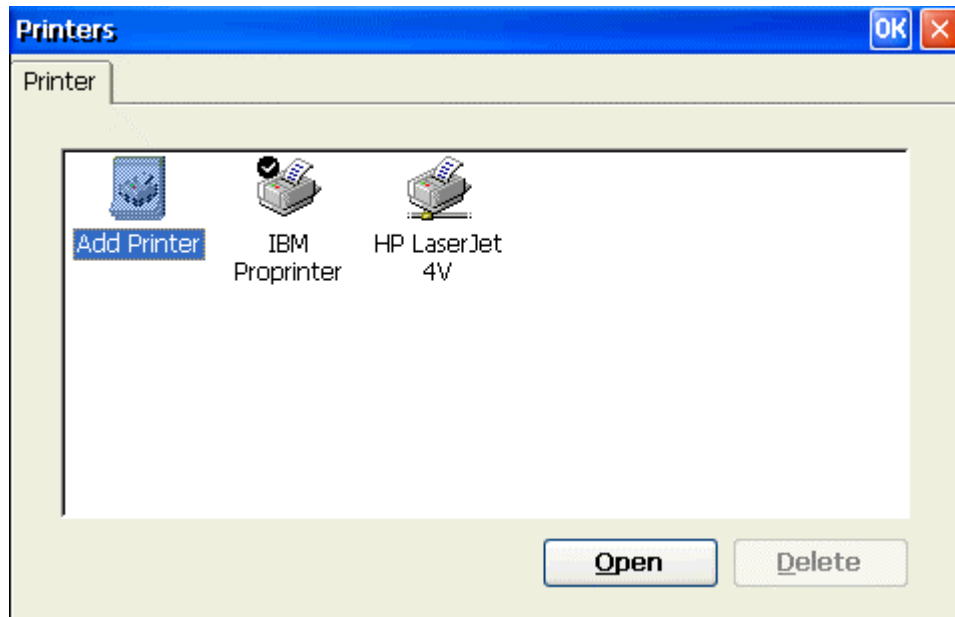 Printers
OK
Printer
Add Printer
IBM
Proprinter
HP LaserJet
4V
Open
Delete